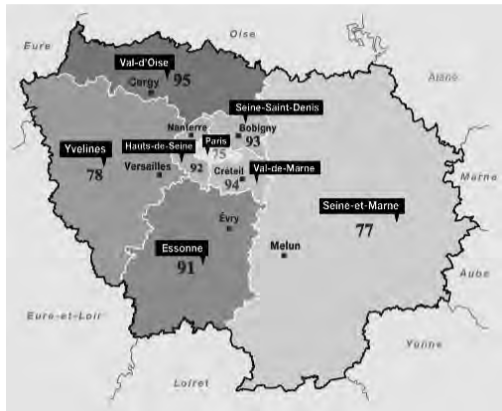 Oise
Eure
Val-d'Oise
Cergy
95
Aisne
Seine-Saint-Denis
Nanterre
Bobigny
93
Paris
75
Hauts-de-Seine
92
Yvelines
78
Versailles
Créteil
94
Val-de-Marne
Marne
Seine-et-Marne
77
Évry
Essonne
91
Melun
Aube
Eure-et-Loir
Yonne
Loiret